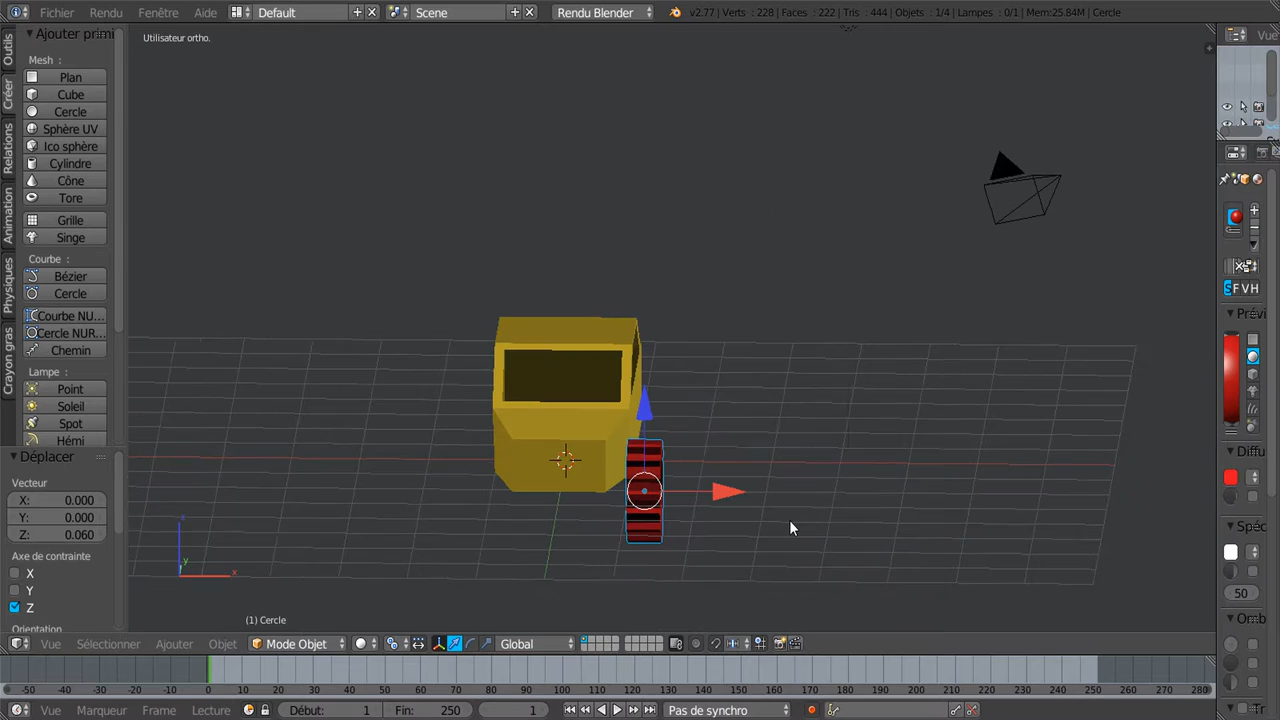 Fichier Rendu Fenêtre Aide Default Scene Rendu Blender v2.77 | Verts : 228 | Faces : 222 | Tris : 444 | Objets : 1/4 | Lampes : 0/1 | Mem:25.84M | Cercle
Utilisateur ortho.
Outils
Créer
Relations
Animation
Physiques
Crayon gras
Ajouter primi
Mesh :
Plan
Cube
Cercle
Sphère UV
Ico sphère
Cylindre
Cône
Tore
Grille
Singe
Courbe :
Bézier
Cercle
Courbe NU...
Cercle NUR...
Chemin
Lampe :
Point
Soleil
Spot
Hémi
Déplacer
Vecteur
X: 0.000
Y: 0.000
Z: 0.060
Axe de contrainte
X
Y
Z
Orientation
z
y
x
(1) Cercle
Vue
S F V H
Prévi
Diffu
Spéc
50
Omb
Vue Sélectionner Ajouter Objet Mode Objet Global
-50 -40 -30 -20 -10 0 10 20 30 40 50 60 70 80 90 100 110 120 130 140 150 160 170 180 190 200 210 220 230 240 250 260 270 280
Vue Marqueur Frame Lecture Début: 1 Fin: 250 1 Pas de synchro